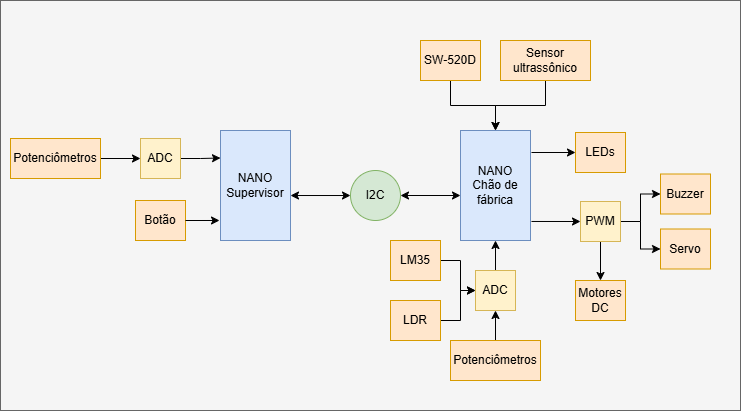 SW-520D
Sensor
ultrassônico
Potenciômetros
ADC
NANO
Supervisor
Botão
I2C
NANO
Chão de
fábrica
LEDs
PWM
Buzzer
Servo
Motores
DC
LM35
LDR
ADC
Potenciômetros